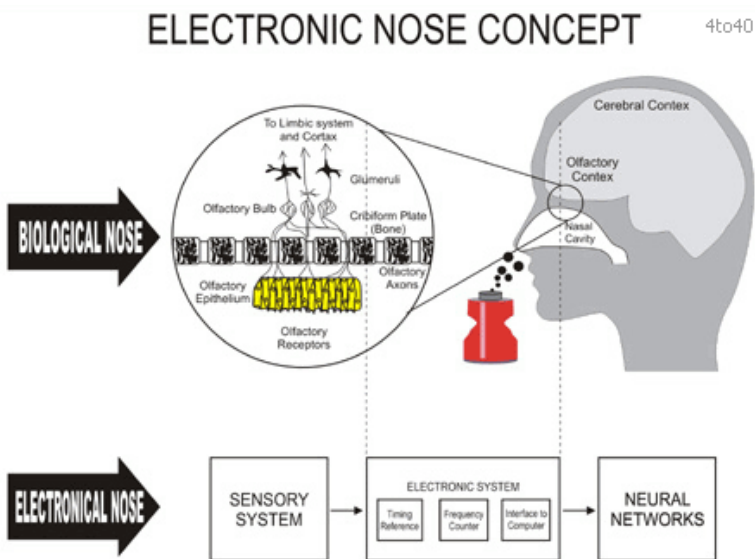 ELECTRONIC NOSE CONCEPT
4to40
Cerebral Contex
To Limbic system
and Cortax
Glumeruli
Olfactory
Contex
Olfactory Bulb
Cribiform Plate
(Bone)
Nasal
Cavity
BIOLOGICAL NOSE
Olfactory
Epithelium
Olfactory
Axons
Olfactory
Receptors
ELECTRONICAL NOSE
SENSORY
SYSTEM
ELECTRONIC SYSTEM
Timing
Reference
Frequency
Counter
Interface to
Computer
NEURAL
NETWORKS